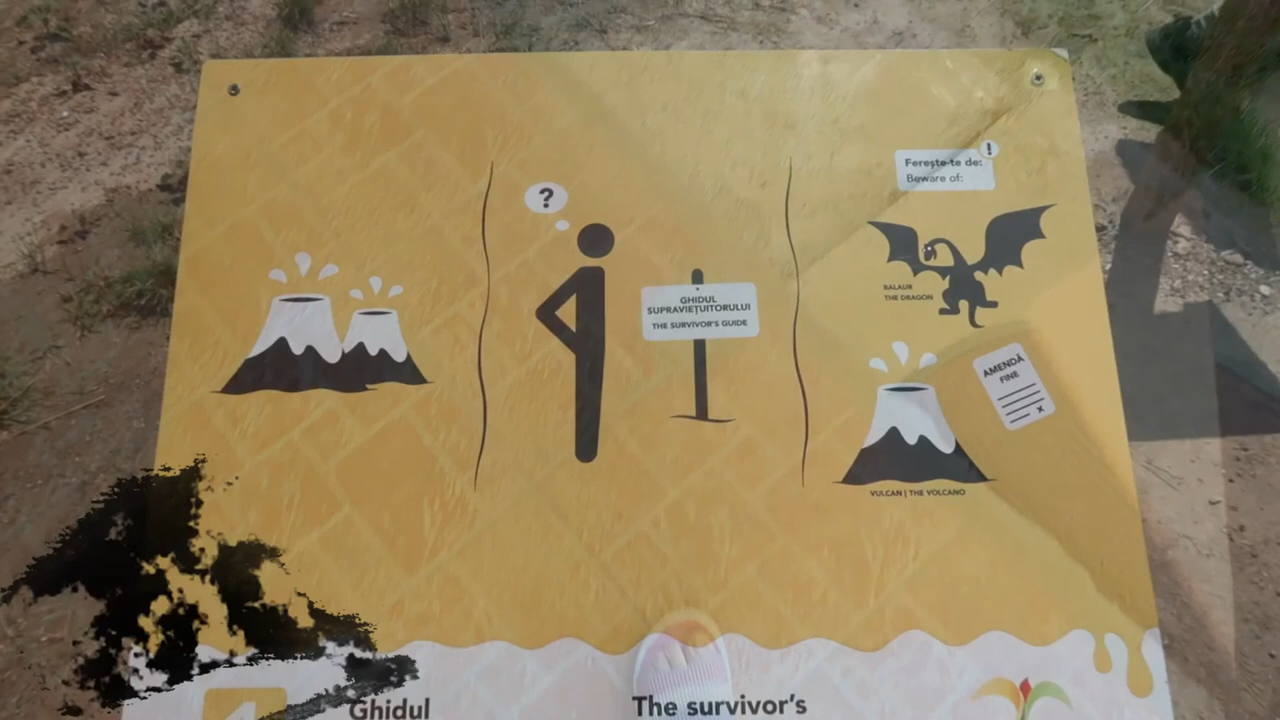 ?
GHIDUL
SUPRAVIEȚUITORULUI
THE SURVIVOR'S GUIDE
!
Ferește-te de:
Beware of:
BALAUR
THE DRAGON
AMENDĂ
FINE
X
VULCAN | THE VOLCANO
1
Ghidul
The survivor's